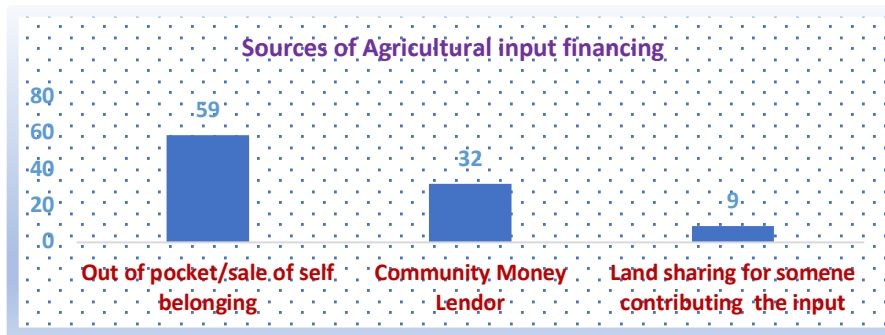 Sources of Agricultural input financing
80
60
40
20
0
59
32
9
Out of pocket/sale of self
belonging
Community Money
Lendor
Land sharing for somene
contributing the input